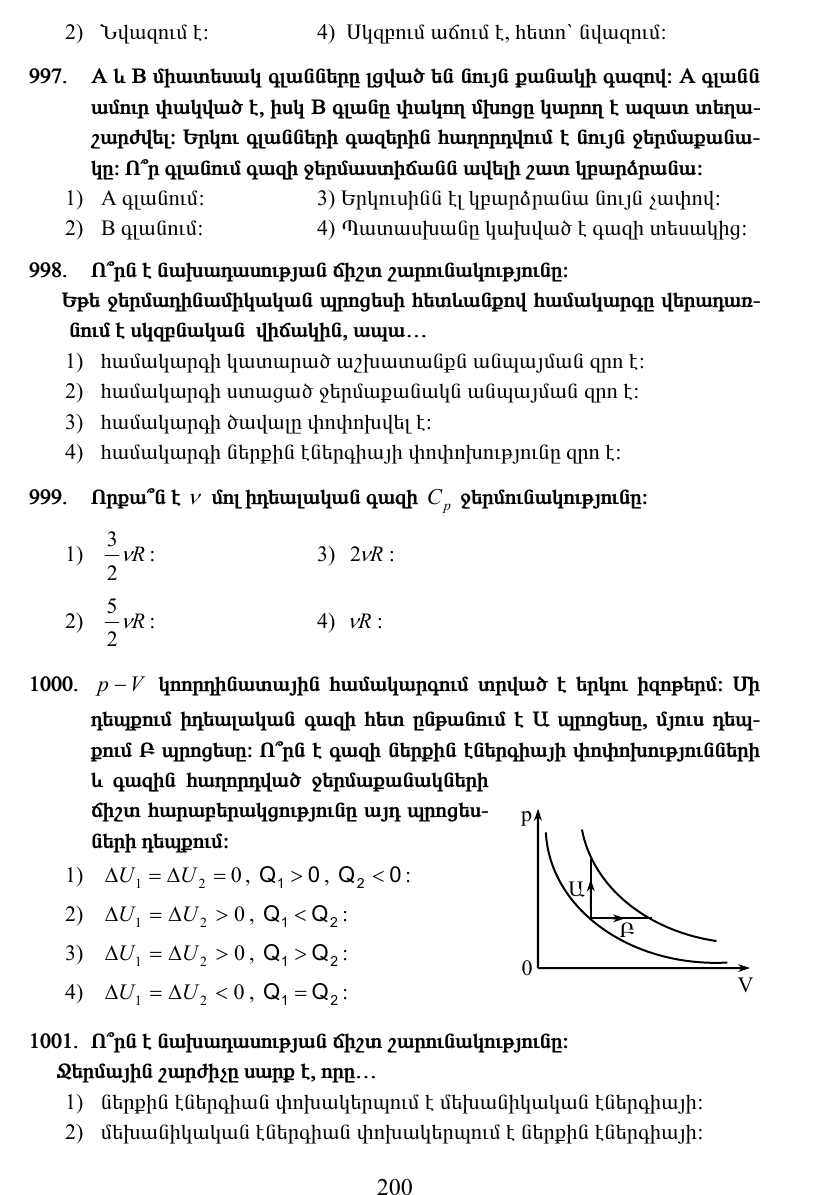 2) Նվազում է:
4) Սկզբում աճում է, հետո՝ նվազում:
997. A և B միատեսակ գլանները լցված են նույն քանակի գազով: A գլանն
ամուր փակված է, իսկ B գլանը փակող մխոցը կարող է ազատ տեղա-
շարժվել: Երկու գլանների գազերին հաղորդվում է նույն ջերմաքանա-
կը: Ո՞ր գլանում գազի ջերմաստիճանն ավելի շատ կբարձրանա:
1) A գլանում:
3) Երկուսինն էլ կբարձրանա նույն չափով:
2) B գլանում:
4) Պատասխանը կախված է գազի տեսակից:
998. Ո՞րն է նախադասության ճիշտ շարունակությունը:
Եթե ջերմադինամիկական պրոցեսի հետևանքով համակարգը վերադառ-
նում է սկզբնական վիճակին, ապա...
1) համակարգի կատարած աշխատանքն անպայման զրո է:
2) համակարգի ստացած ջերմաքանակն անպայման զրո է:
3) համակարգի ծավալը փոփոխվել է:
4) համակարգի ներքին էներգիայի փոփոխությունը զրո է:
999. Որքա՞ն է ν մոլ իդեալական գազի C_p ջերմունակությունը:
1) 3/2 νR :
3) 2νR :
2) 5/2 νR :
4) νR :
1000. p – V կոորդինատային համակարգում տրված է երկու իզոթերմ: Մի
դեպքում իդեալական գազի հետ ընթանում է Ա պրոցեսը, մյուս դեպ-
քում Բ պրոցեսը: Ո՞րն է գազի ներքին էներգիայի փոփոխությունների
և գազին հաղորդված ջերմաքանակների
ճիշտ հարաբերակցությունը այդ պրոցես-
ների դեպքում:
1) ΔU₁ = ΔU₂ = 0 , Q₁ > 0 , Q₂ < 0 :
2) ΔU₁ = ΔU₂ > 0 , Q₁ < Q₂ :
3) ΔU₁ = ΔU₂ > 0 , Q₁ > Q₂ :
4) ΔU₁ = ΔU₂ < 0 , Q₁ = Q₂ :
p
Ա
Բ
0
V
1001. Ո՞րն է նախադասության ճիշտ շարունակությունը:
Ջերմային շարժիչը սարք է, որը...
1) ներքին էներգիան փոխակերպում է մեխանիկական էներգիայի:
2) մեխանիկական էներգիան փոխակերպում է ներքին էներգիայի:
200